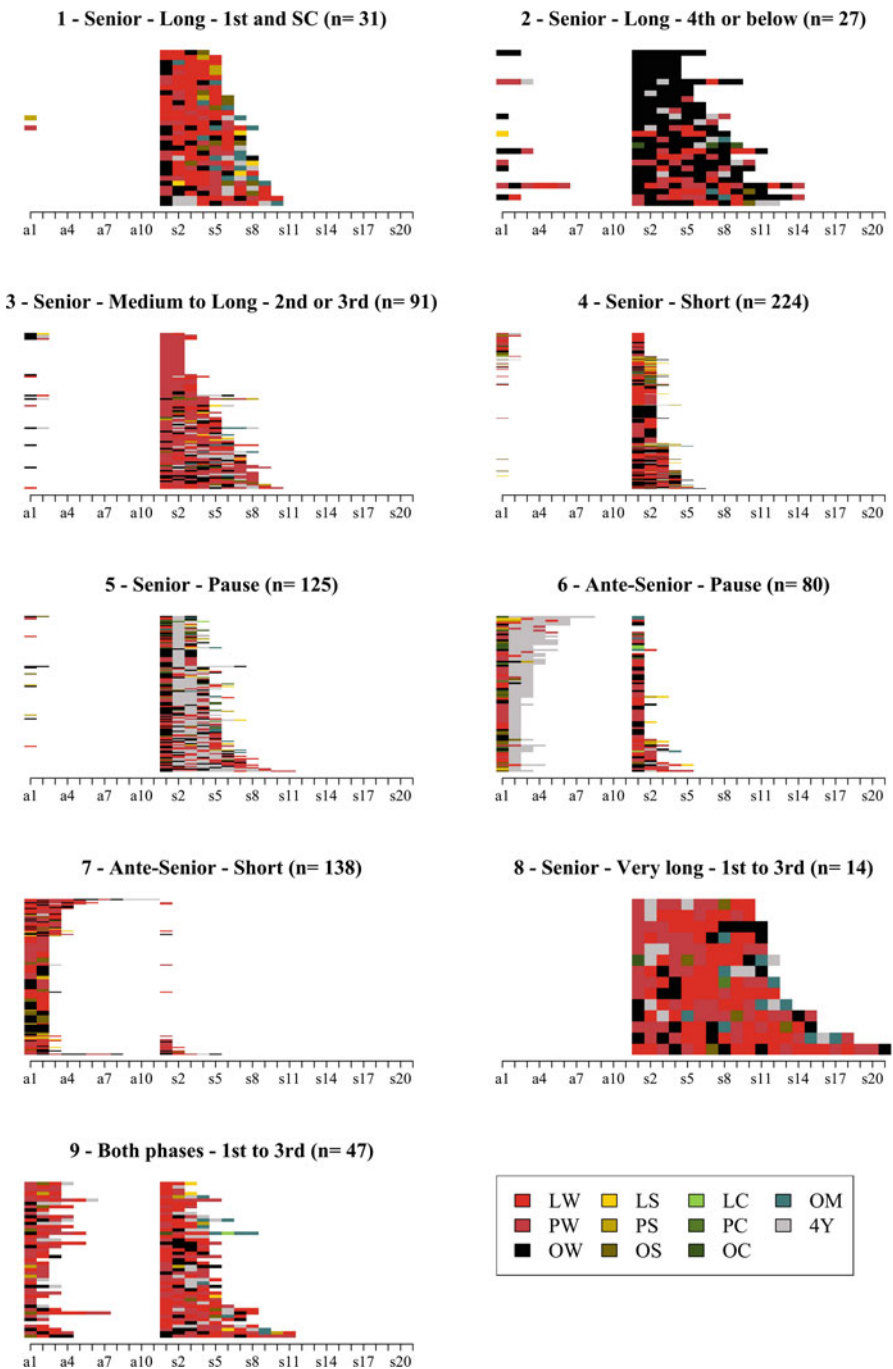 1 - Senior - Long - 1st and SC (n= 31)
2 - Senior - Long - 4th or below (n= 27)
a1 a4 a7 a10 s2 s5 s8 s11 s14 s17 s20
a1 a4 a7 a10 s2 s5 s8 s11 s14 s17 s20
3 - Senior - Medium to Long - 2nd or 3rd (n= 91)
4 - Senior - Short (n= 224)
a1 a4 a7 a10 s2 s5 s8 s11 s14 s17 s20
a1 a4 a7 a10 s2 s5 s8 s11 s14 s17 s20
5 - Senior - Pause (n= 125)
6 - Ante-Senior - Pause (n= 80)
a1 a4 a7 a10 s2 s5 s8 s11 s14 s17 s20
a1 a4 a7 a10 s2 s5 s8 s11 s14 s17 s20
7 - Ante-Senior - Short (n= 138)
8 - Senior - Very long - 1st to 3rd (n= 14)
a1 a4 a7 a10 s2 s5 s8 s11 s14 s17 s20
a1 a4 a7 a10 s2 s5 s8 s11 s14 s17 s20
9 - Both phases - 1st to 3rd (n= 47)
a1 a4 a7 a10 s2 s5 s8 s11 s14 s17 s20
LW LS LC OM
PW PS PC 4Y
OW OS OC